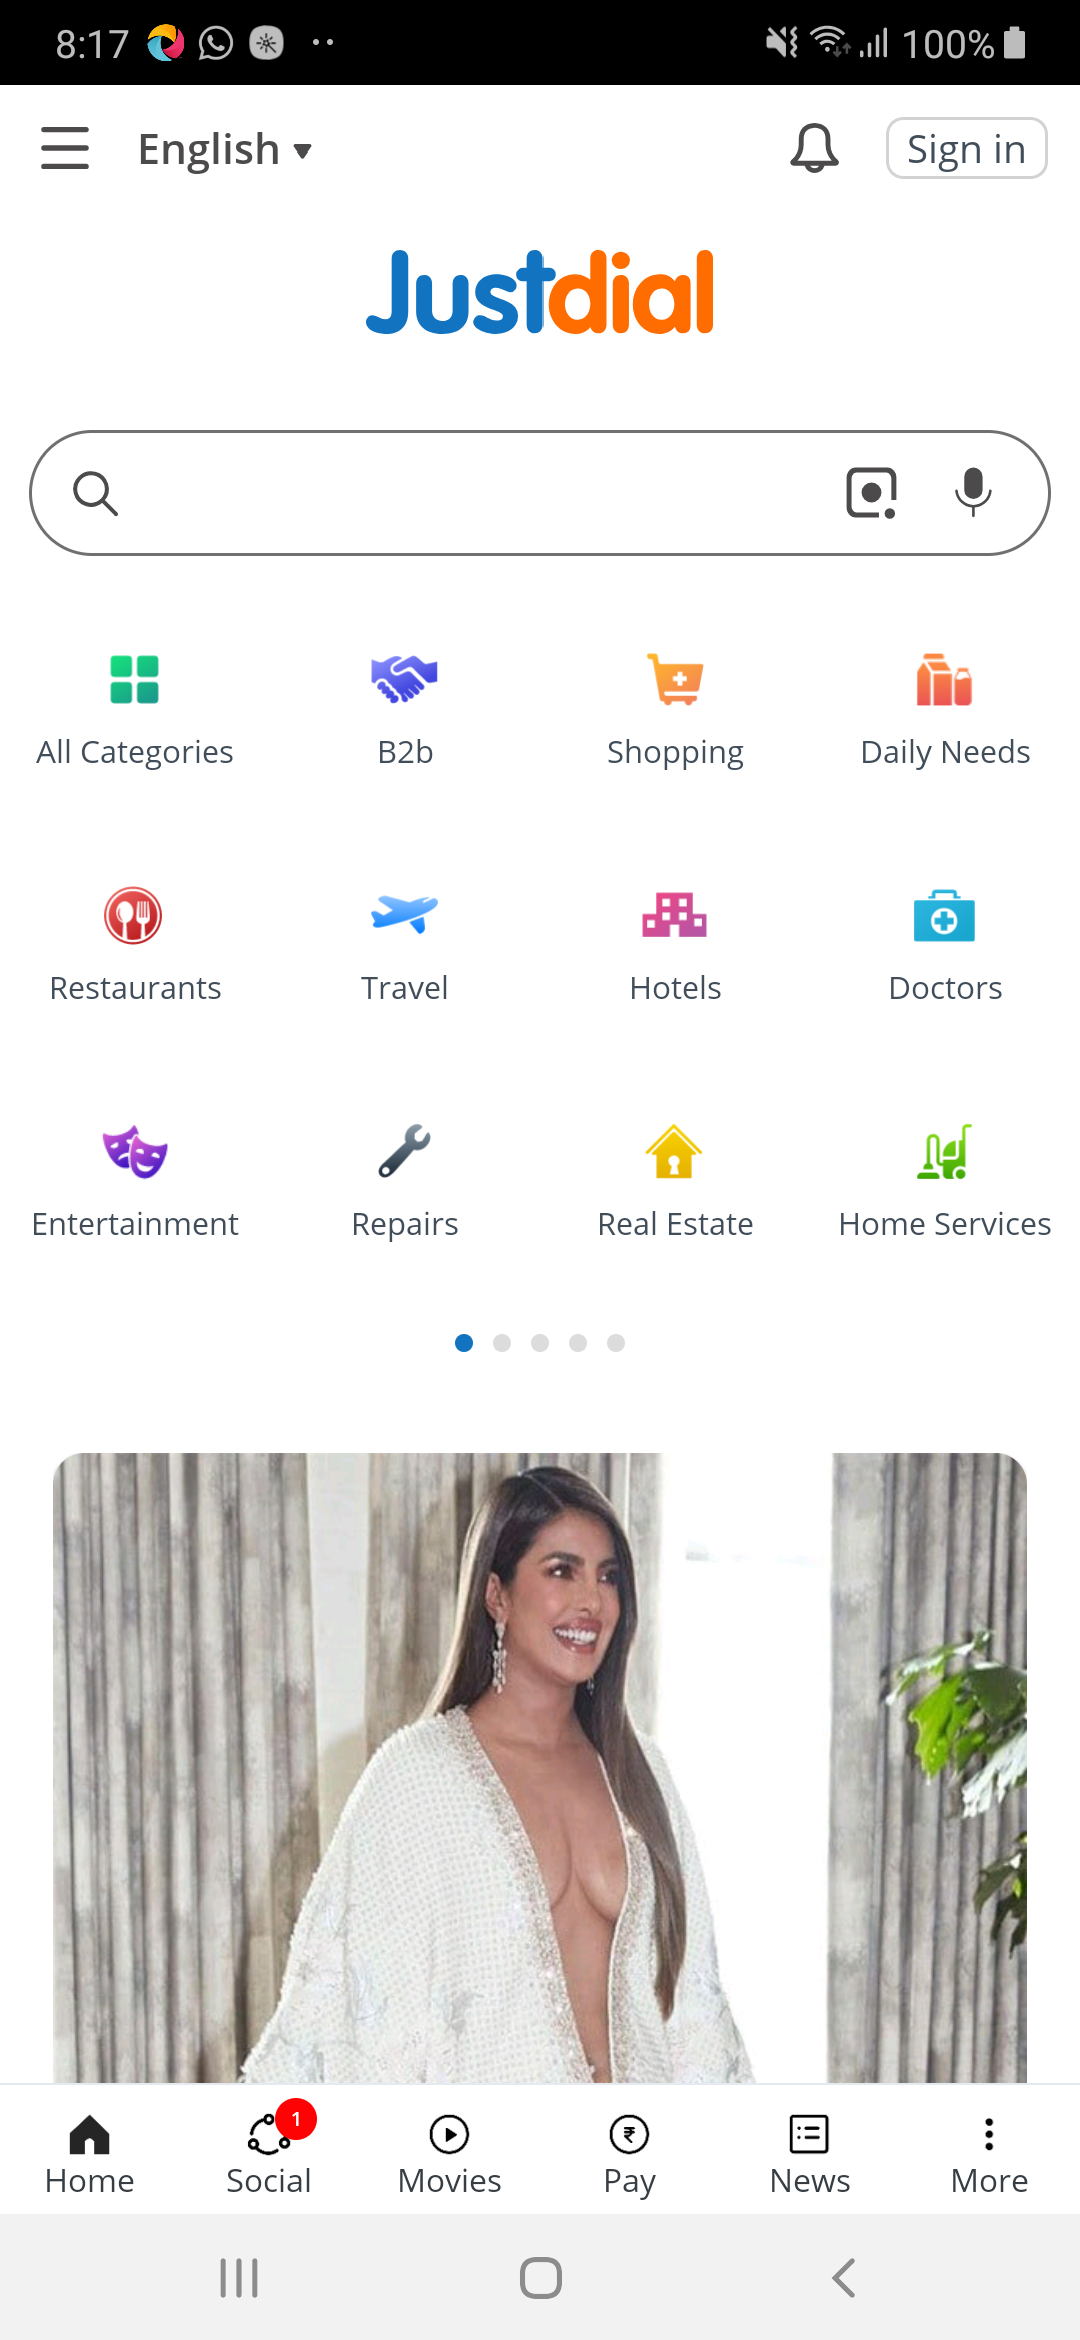 8:17 100%
English ▾ Sign in
Justdial
All Categories B2b Shopping Daily Needs
Restaurants Travel Hotels Doctors
Entertainment Repairs Real Estate Home Services
1
Home Social Movies Pay News More